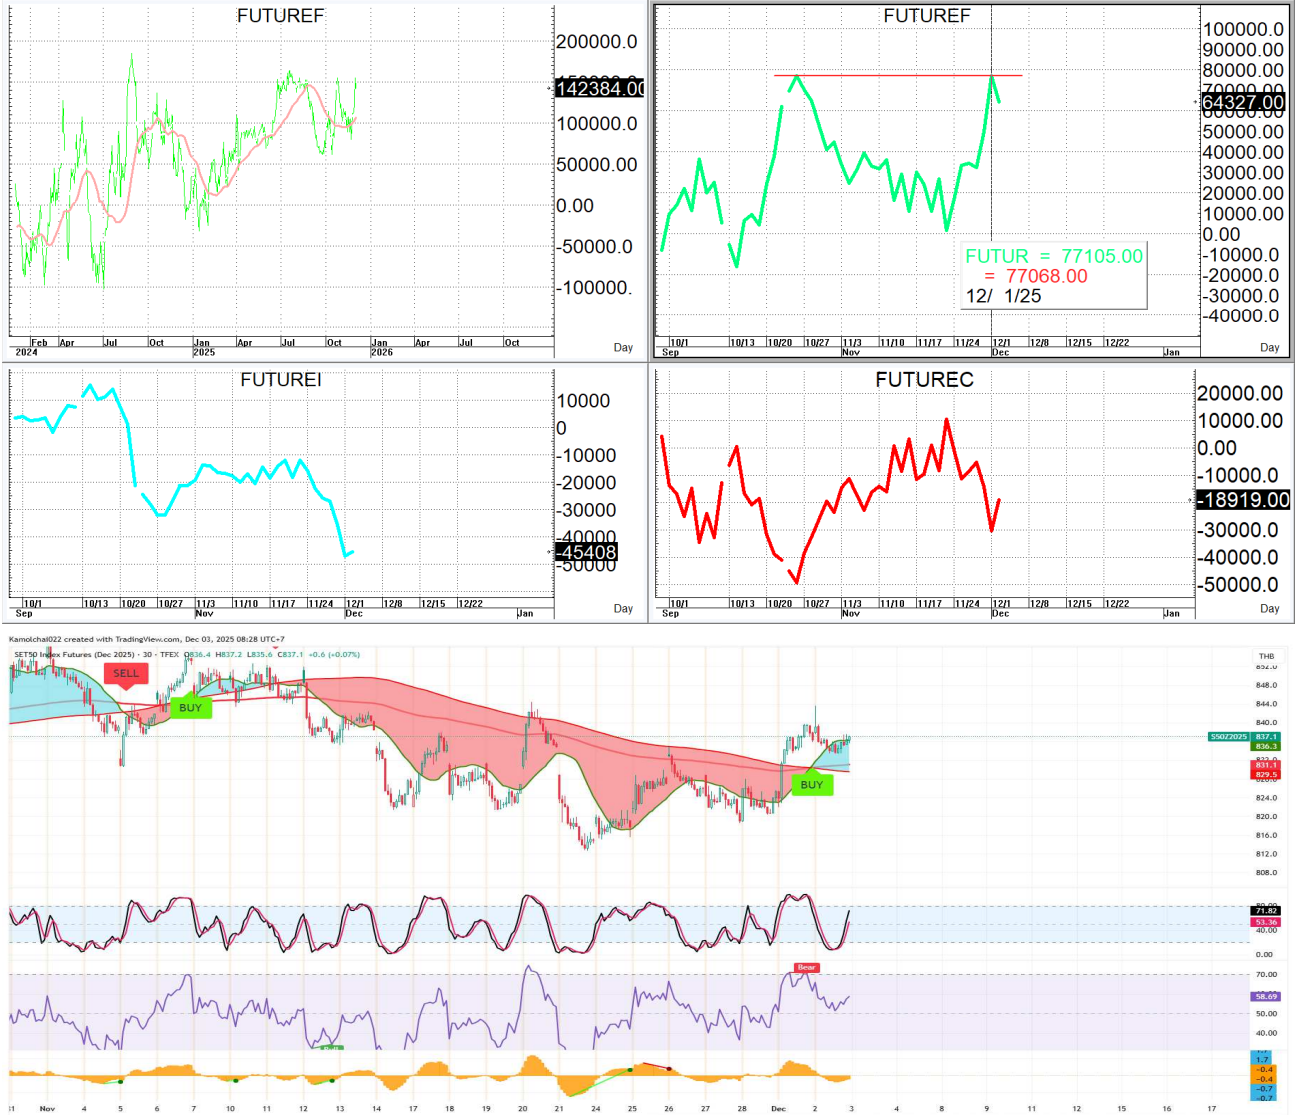 FUTUREF
200000.0
142384.00
100000.0
50000.00
0.00
-50000.0
-100000.
Feb Apr Jul Oct Jan Apr Jul Oct Jan Apr Jul Oct
2024 2025 2026
Day
FUTUREF
100000.0
90000.00
80000.00
70000.00
64327.00
50000.00
40000.00
30000.00
20000.00
10000.00
0.00
-10000.0
-20000.0
-30000.0
-40000.0
FUTUR = 77105.00
= 77068.00
12/ 1/25
10/1 10/13 10/20 10/27 11/3 11/10 11/17 11/24 12/1 12/8 12/15 12/22
Sep Nov Dec Jan
Day
FUTUREI
10000
0
-10000
-20000
-30000
-40000
-45408
-50000
10/1 10/13 10/20 10/27 11/3 11/10 11/17 11/24 12/1 12/8 12/15 12/22
Sep Nov Dec Jan
Day
FUTUREC
20000.00
10000.00
0.00
-10000.0
-18919.00
-30000.0
-40000.0
-50000.0
10/1 10/13 10/20 10/27 11/3 11/10 11/17 11/24 12/1 12/8 12/15 12/22
Sep Nov Dec Jan
Day
Kamolchai022 created with TradingView.com, Dec 03, 2025 08:28 UTC+7
SET50 Index Futures (Dec 2025) · 30 · TFEX O836.4 H837.2 L835.6 C837.1 +0.6 (+0.07%)
THB
852.0
SELL
BUY
848.0
844.0
840.0
S50Z2025 837.1
836.3
831.1
829.5
BUY
824.0
820.0
816.0
812.0
808.0
71.82
53.36
40.00
0.00
Bear
70.00
58.69
50.00
40.00
1.7
-0.4
-0.4
-0.7
-0.7
Nov 4 5 6 7 10 11 12 13 14 17 18 19 20 21 24 25 26 27 28 Dec 2 3 4 8 9 11 12 15 16 17